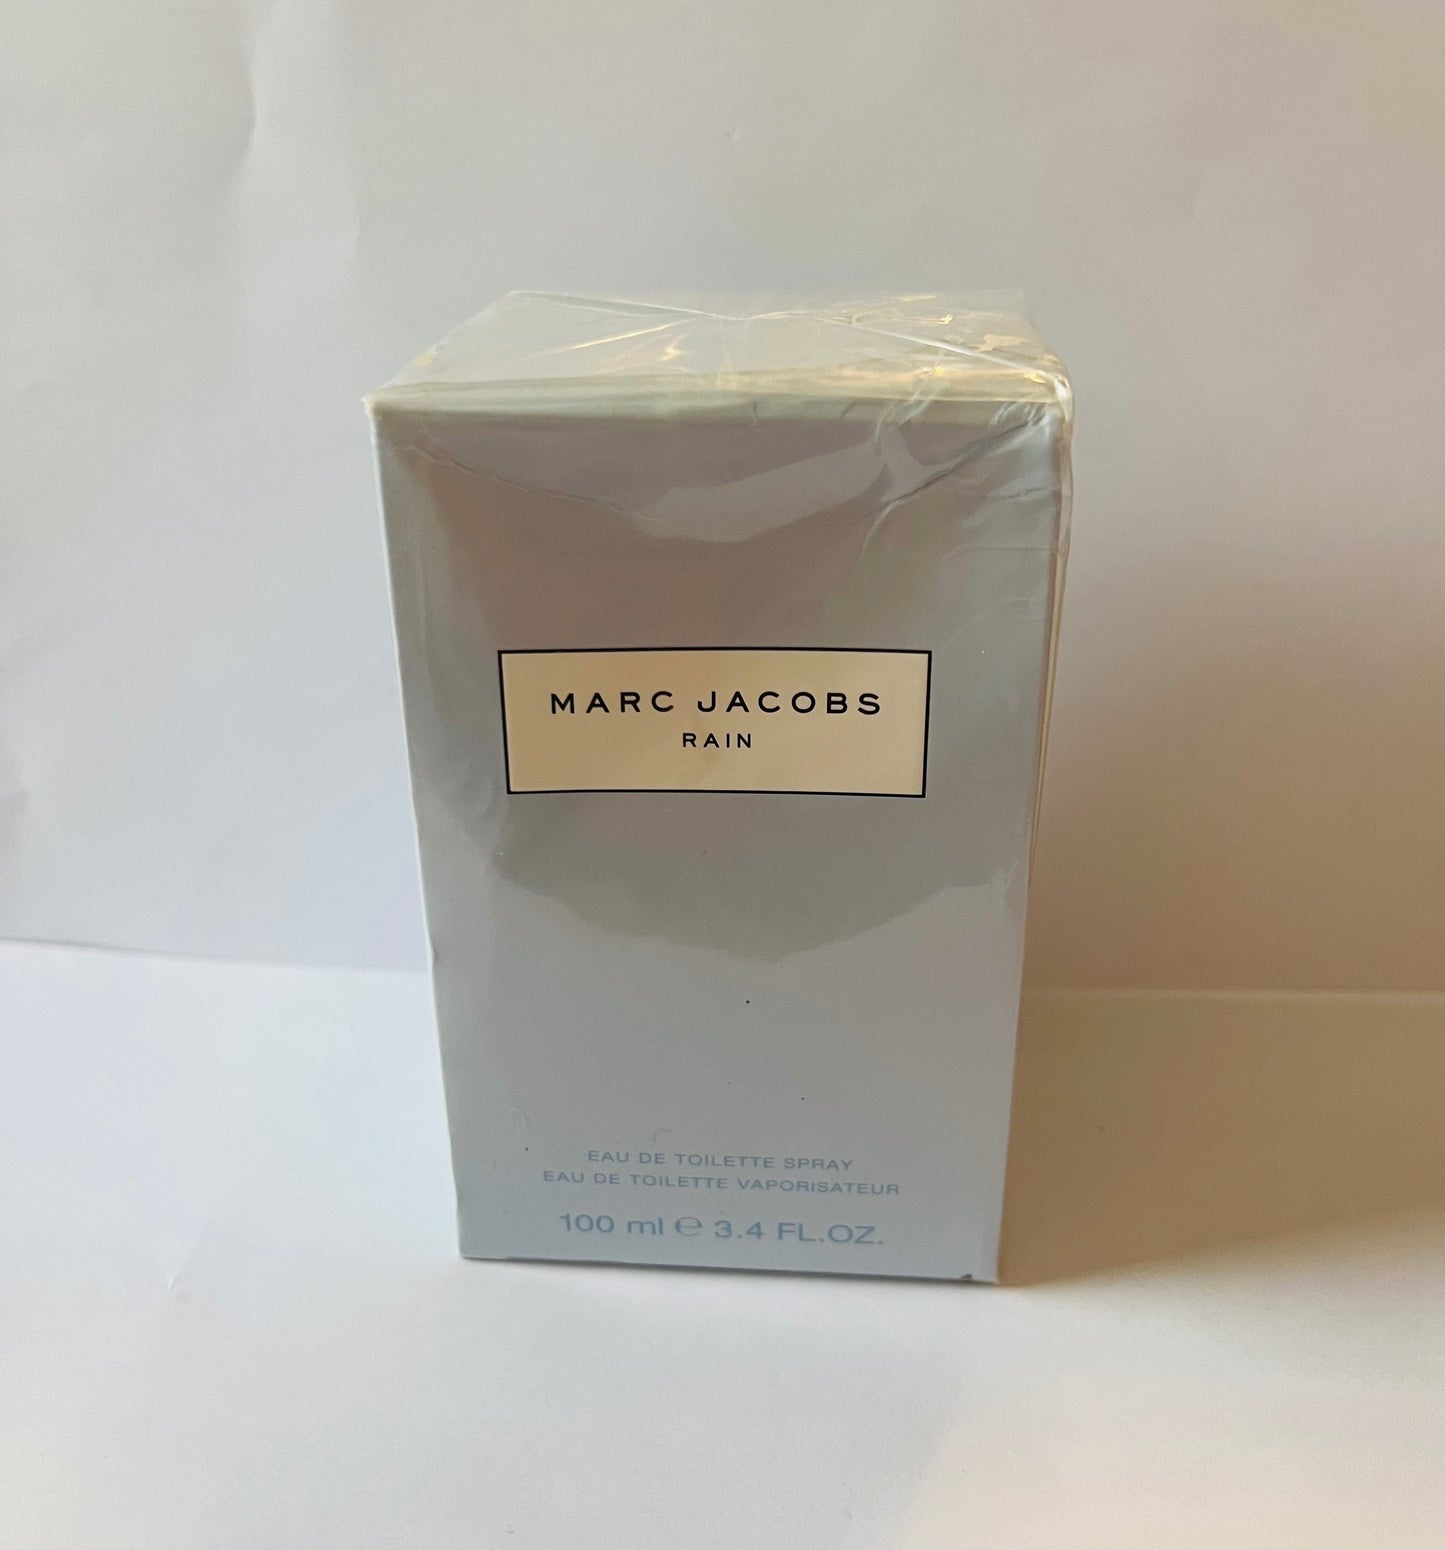 MARC JACOBS
RAIN
EAU DE TOILETTE SPRAY
EAU DE TOILETTE VAPORISATEUR
100 ml ℮ 3.4 FL.OZ.